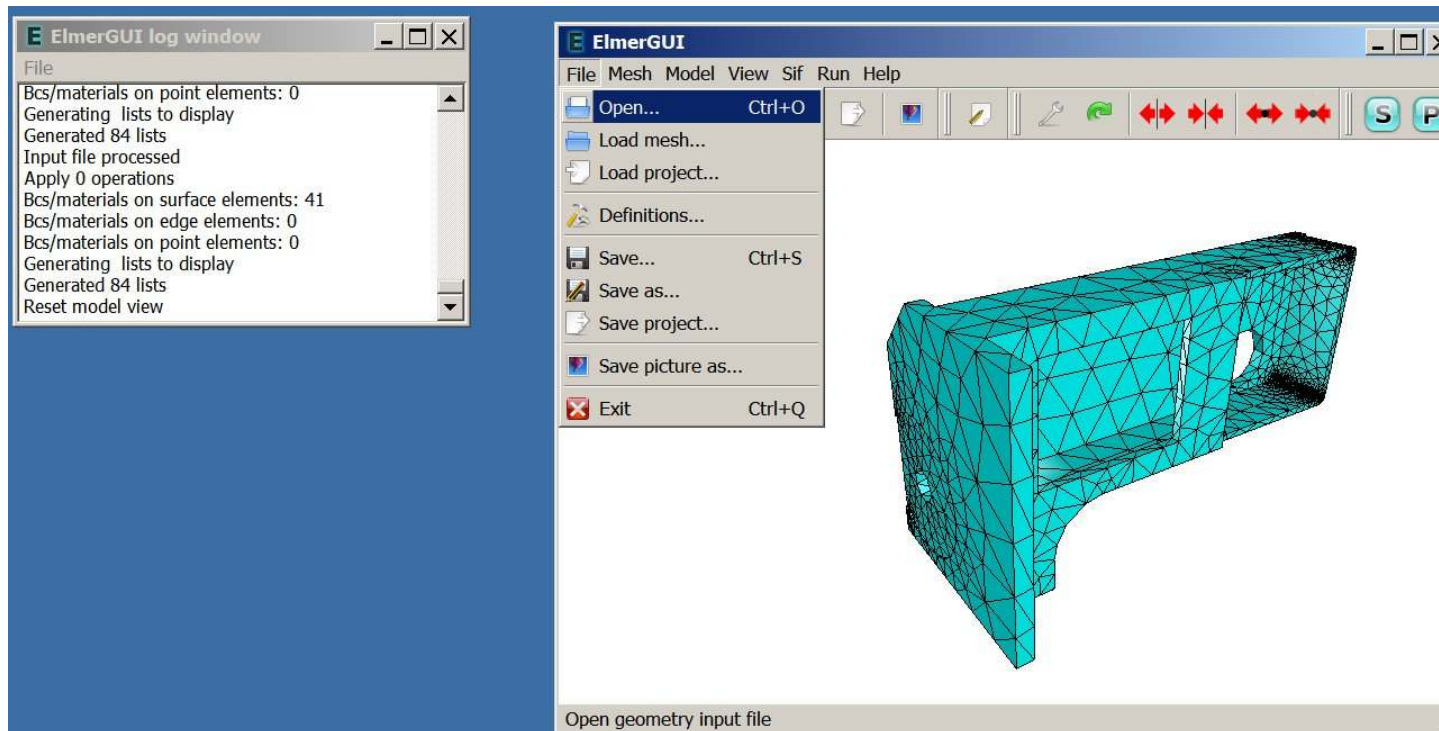 ElmerGUI log window
File
Bcs/materials on point elements: 0
Generating lists to display
Generated 84 lists
Input file processed
Apply 0 operations
Bcs/materials on surface elements: 41
Bcs/materials on edge elements: 0
Bcs/materials on point elements: 0
Generating lists to display
Generated 84 lists
Reset model view
ElmerGUI
File Mesh Model View Sif Run Help
Open... Ctrl+O
Load mesh...
Load project...
Definitions...
Save... Ctrl+S
Save as...
Save project...
Save picture as...
Exit Ctrl+Q
S P
Open geometry input file